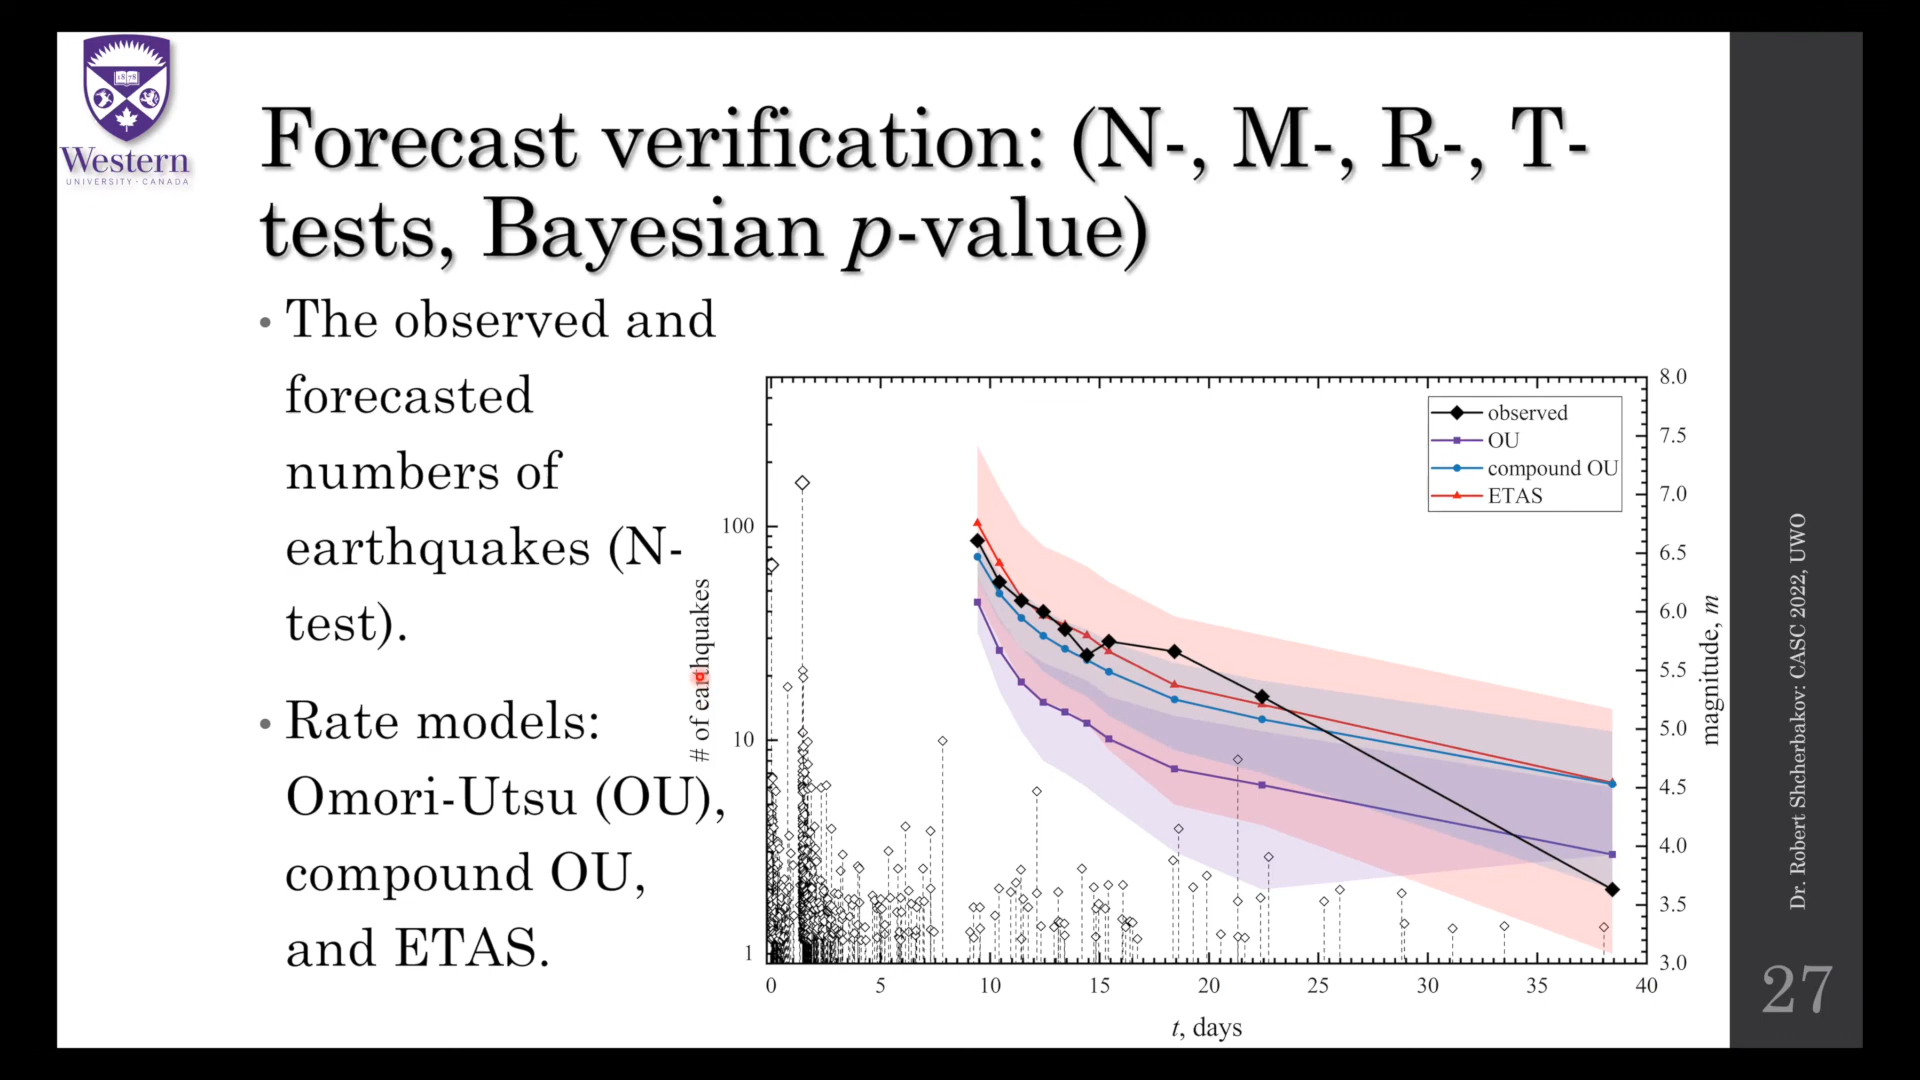 1878
Western
UNIVERSITY · CANADA
Forecast verification: (N-, M-, R-, T-
tests, Bayesian p-value)
• The observed and
forecasted
numbers of
earthquakes (N-
test).
• Rate models:
Omori-Utsu (OU),
compound OU,
and ETAS.
# of earthquakes
100
10
1
observed
OU
compound OU
ETAS
8.0
7.5
7.0
6.5
6.0
5.5
5.0
4.5
4.0
3.5
3.0
magnitude, m
0 5 10 15 20 25 30 35 40
t, days
Dr. Robert Shcherbakov: CASC 2022, UWO
27